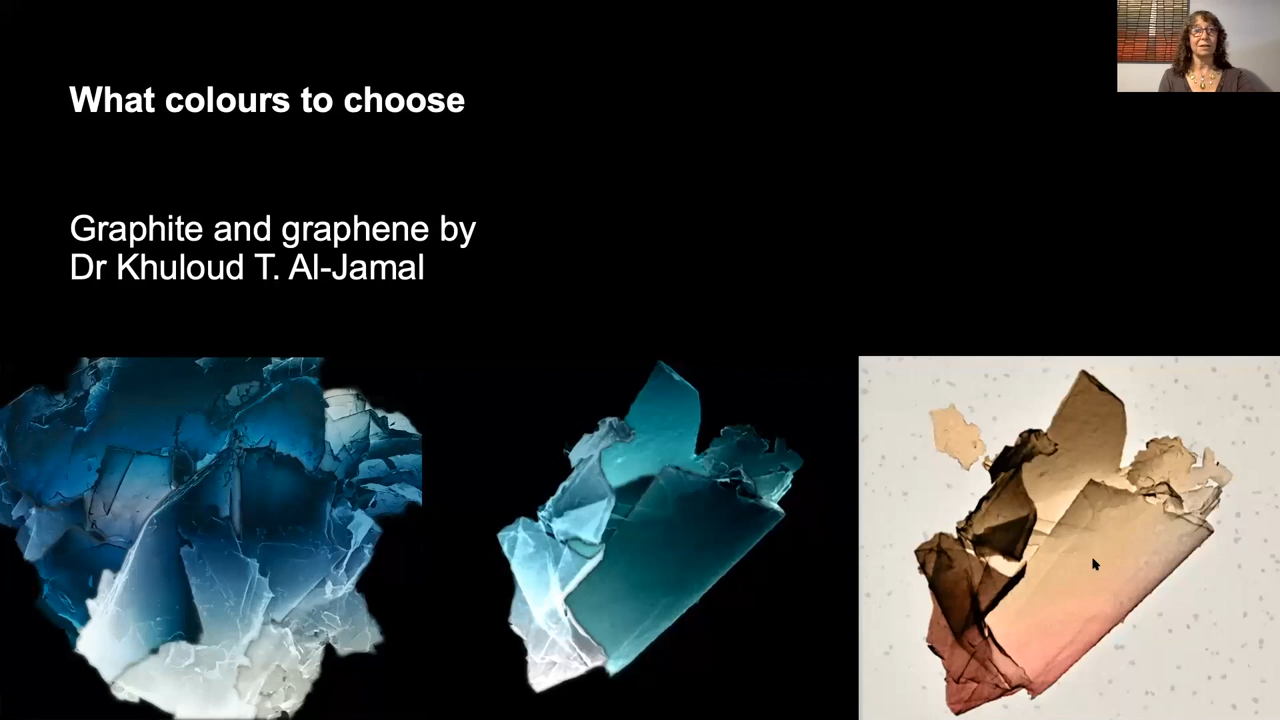 What colours to choose
Graphite and graphene by
Dr Khuloud T. Al-Jamal